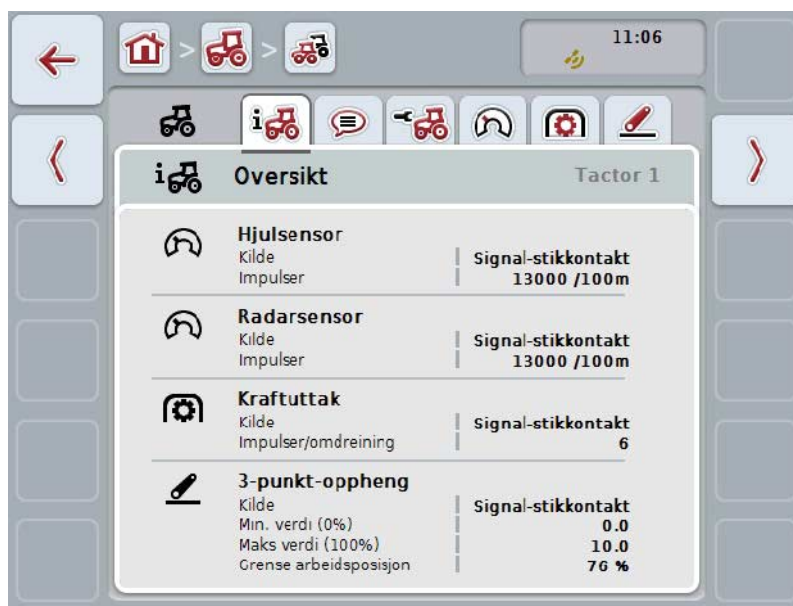 11:06
Oversikt Tactor 1
Hjulsensor
Kilde Signal-stikkontakt
Impulser 13000 /100m
Radarsensor
Kilde Signal-stikkontakt
Impulser 13000 /100m
Kraftuttak
Kilde Signal-stikkontakt
Impulser/omdreining 6
3-punkt-oppheng
Kilde Signal-stikkontakt
Min. verdi (0%) 0.0
Maks verdi (100%) 10.0
Grense arbeidsposisjon 76 %